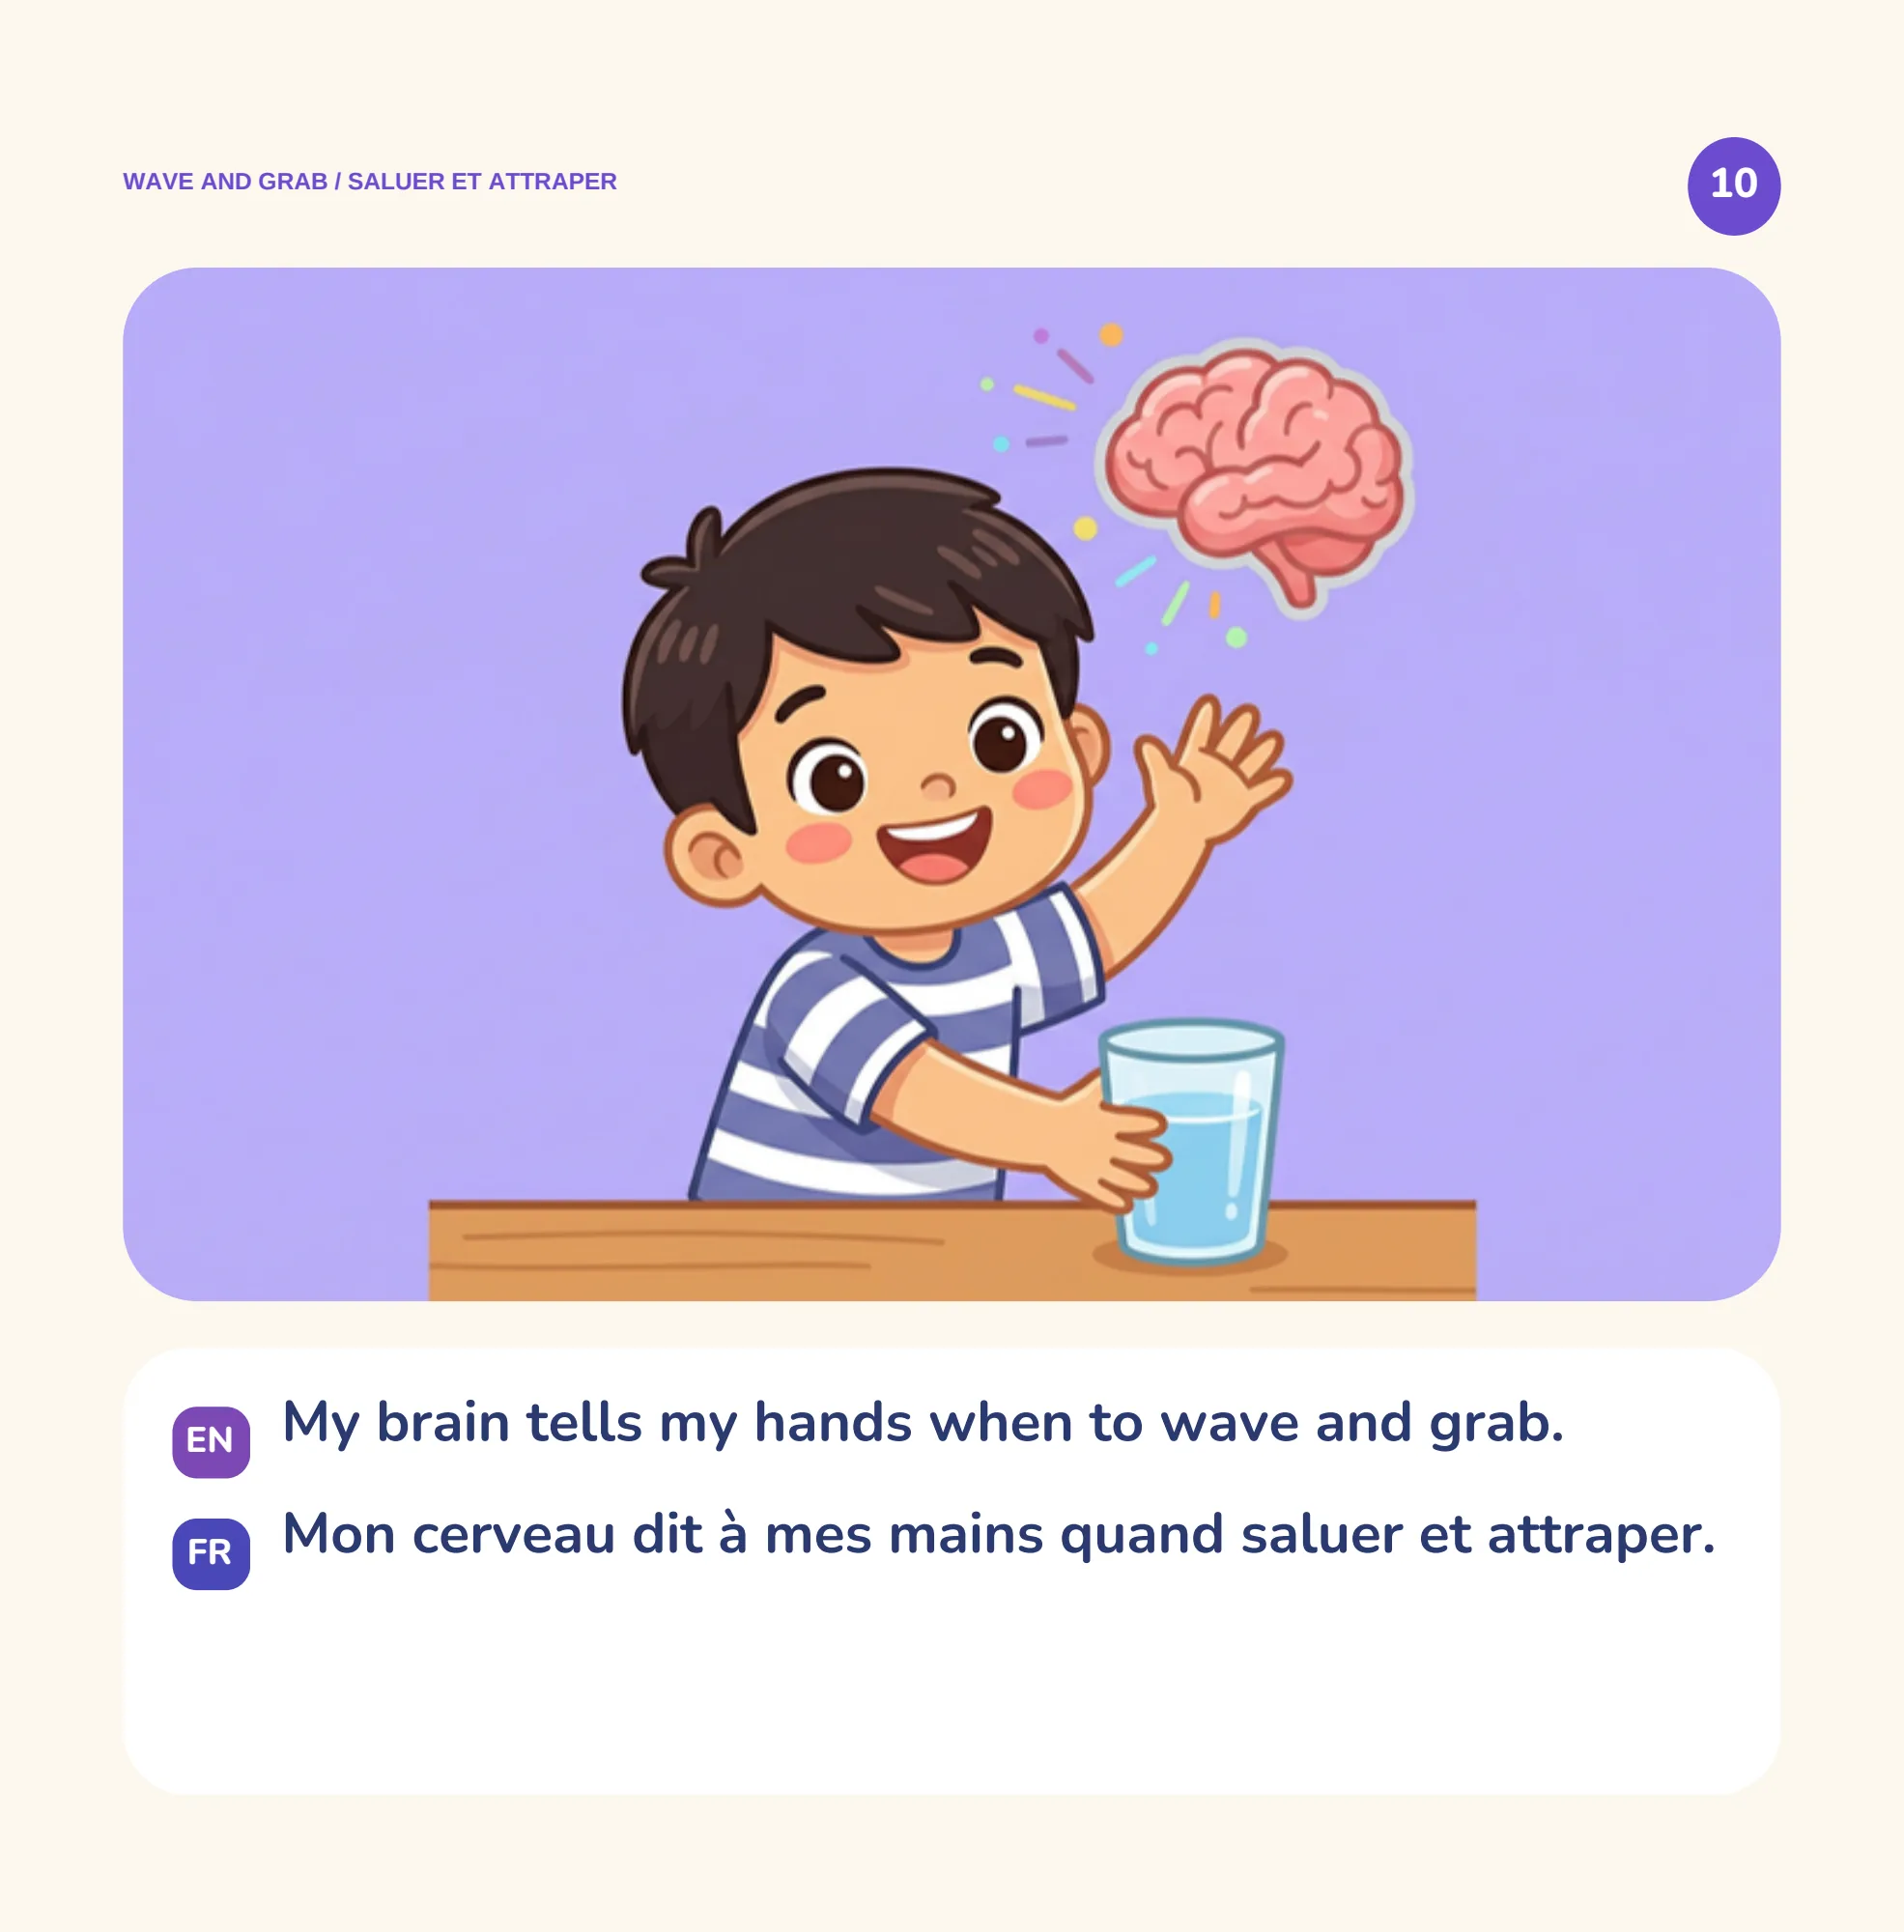 WAVE AND GRAB / SALUER ET ATTRAPER
10
EN My brain tells my hands when to wave and grab.
FR Mon cerveau dit à mes mains quand saluer et attraper.